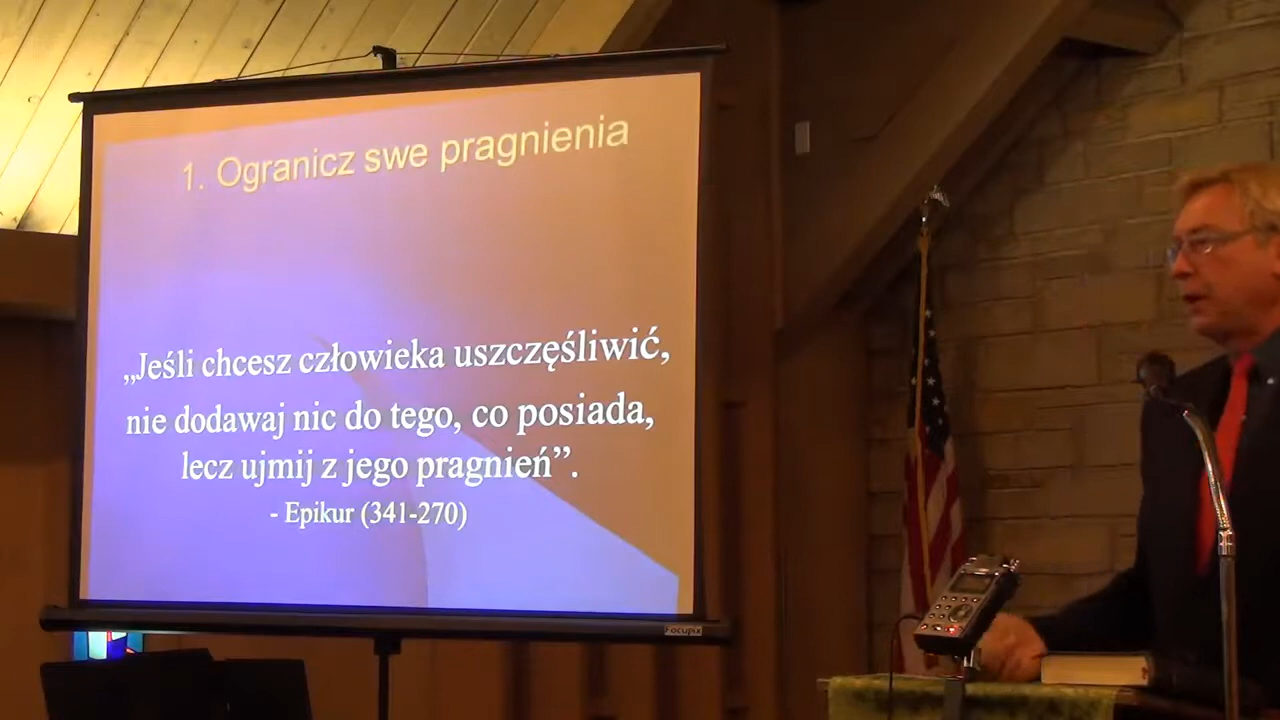 1. Ogranicz swe pragnienia
„Jeśli chcesz człowieka uszczęśliwić,
nie dodawaj nic do tego, co posiada,
lecz ujmij z jego pragnień”.
- Epikur (341-270)
Focupix